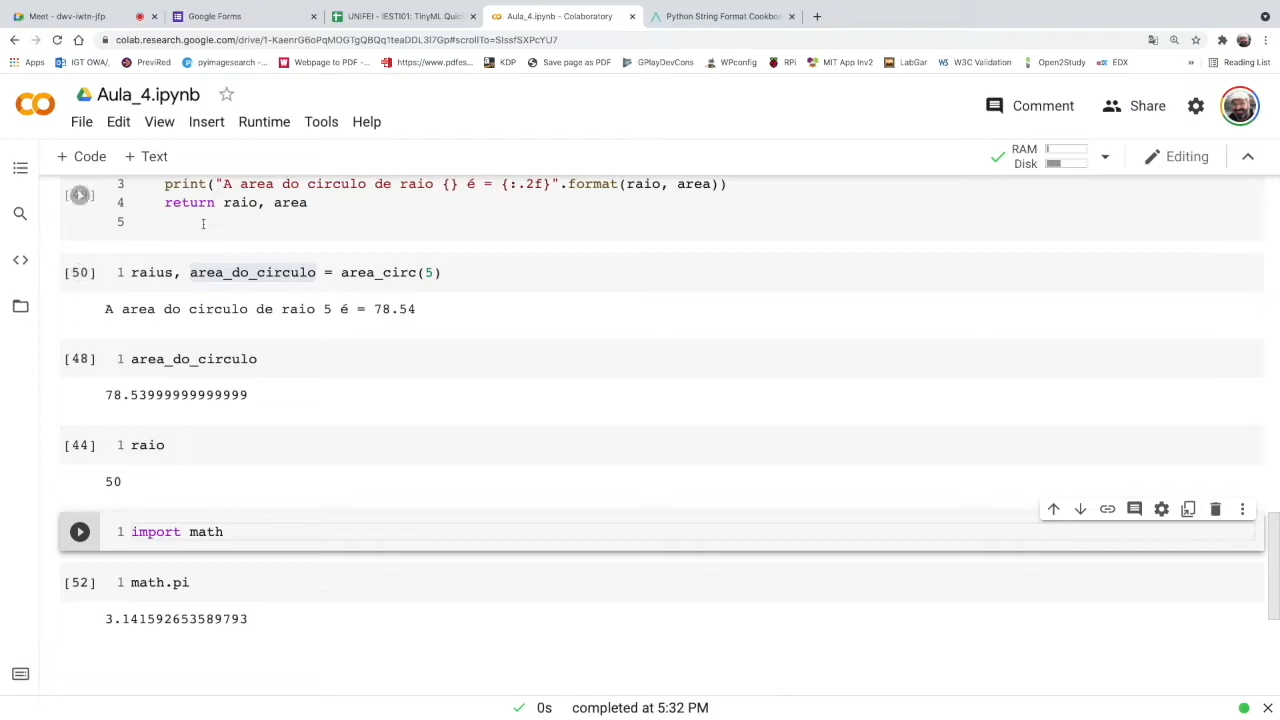 Meet - dwv-iwtn-jfp
Google Forms
UNIFEI - IESTI01: TinyML Quic
Aula_4.ipynb - Colaboratory
Python String Format Cookboo
colab.research.google.com/drive/1-KaenrG6oPqMOGTgQBQq1teaDDL3l7Gp#scrollTo=SIssfSXPcYU7
Apps
IGT OWA/,
PreviRed
pyimagesearch -...
Webpage to PDF -...
https://www.pdfes...
KDP
Save page as PDF
GPlayDevCons
WPconfig
RPi
MIT App Inv2
LabGar
W3C Validation
Open2Study
EDX
»
Reading List
Aula_4.ipynb
Comment
Share
File Edit View Insert Runtime Tools Help
+ Code + Text
RAM
Disk
Editing
3 print("A area do circulo de raio {} é = {:.2f}".format(raio, area))
4 return raio, area
5
[50] 1 raius, area_do_circulo = area_circ(5)
A area do circulo de raio 5 é = 78.54
[48] 1 area_do_circulo
78.53999999999999
[44] 1 raio
50
1 import math
[52] 1 math.pi
3.141592653589793
0s completed at 5:32 PM